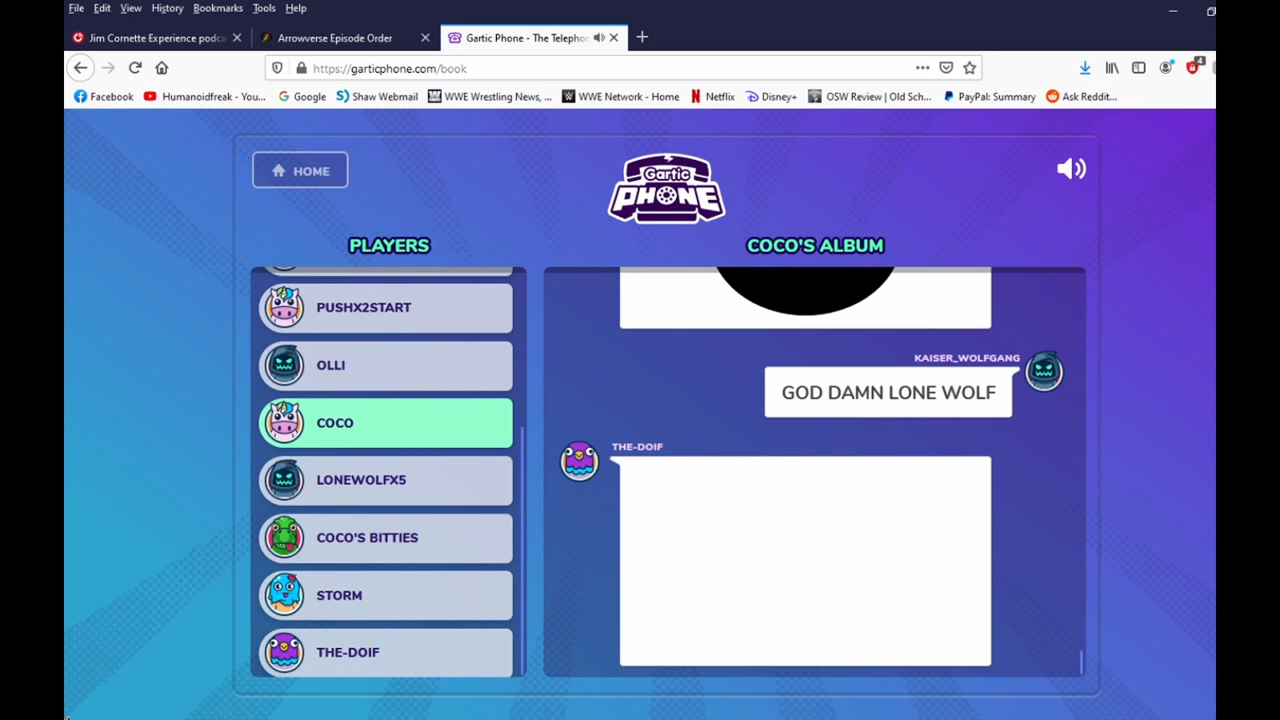 File Edit View History Bookmarks Tools Help
Jim Cornette Experience podca
Arrowverse Episode Order
Gartic Phone - The Telephon
https://garticphone.com/book
Facebook
Humanoidfreak - You...
Google
Shaw Webmail
WWE Wrestling News, ...
WWE Network - Home
Netflix
Disney+
OSW Review | Old Sch...
PayPal: Summary
Ask Reddit...
4
HOME
Gartic
PHONE
PLAYERS
COCO'S ALBUM
PUSHX2START
OLLI
COCO
LONEWOLFX5
COCO'S BITTIES
STORM
THE-DOIF
KAISER_WOLFGANG
GOD DAMN LONE WOLF
THE-DOIF